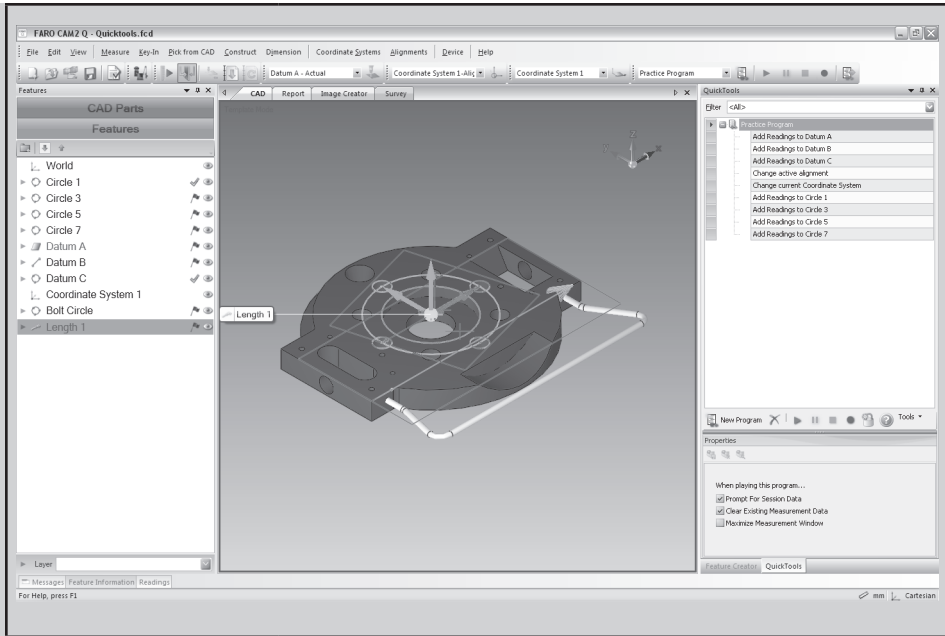 FARO CAM2 Q - Quicktools.fcd
File Edit View Measure Key-In Pick from CAD Construct Dimension Coordinate Systems Alignments Device Help
Datum A - Actual Coordinate System 1-Alig Coordinate System 1 Practice Program
Features
CAD Parts
Features
World
Circle 1
Circle 3
Circle 5
Circle 7
Datum A
Datum B
Datum C
Coordinate System 1
Bolt Circle
Length 1
Layer
CAD Report Image Creator Survey
Z
Y
X
Length 1
QuickTools
Filter <All>
Practice Program
Add Readings to Datum A
Add Readings to Datum B
Add Readings to Datum C
Change active alignment
Change current Coordinate System
Add Readings to Circle 1
Add Readings to Circle 3
Add Readings to Circle 5
Add Readings to Circle 7
New Program Tools
Properties
When playing this program...
Prompt For Session Data
Clear Existing Measurement Data
Maximize Measurement Window
Feature Creator QuickTools
Messages Feature Information Readings
For Help, press F1 mm Cartesian